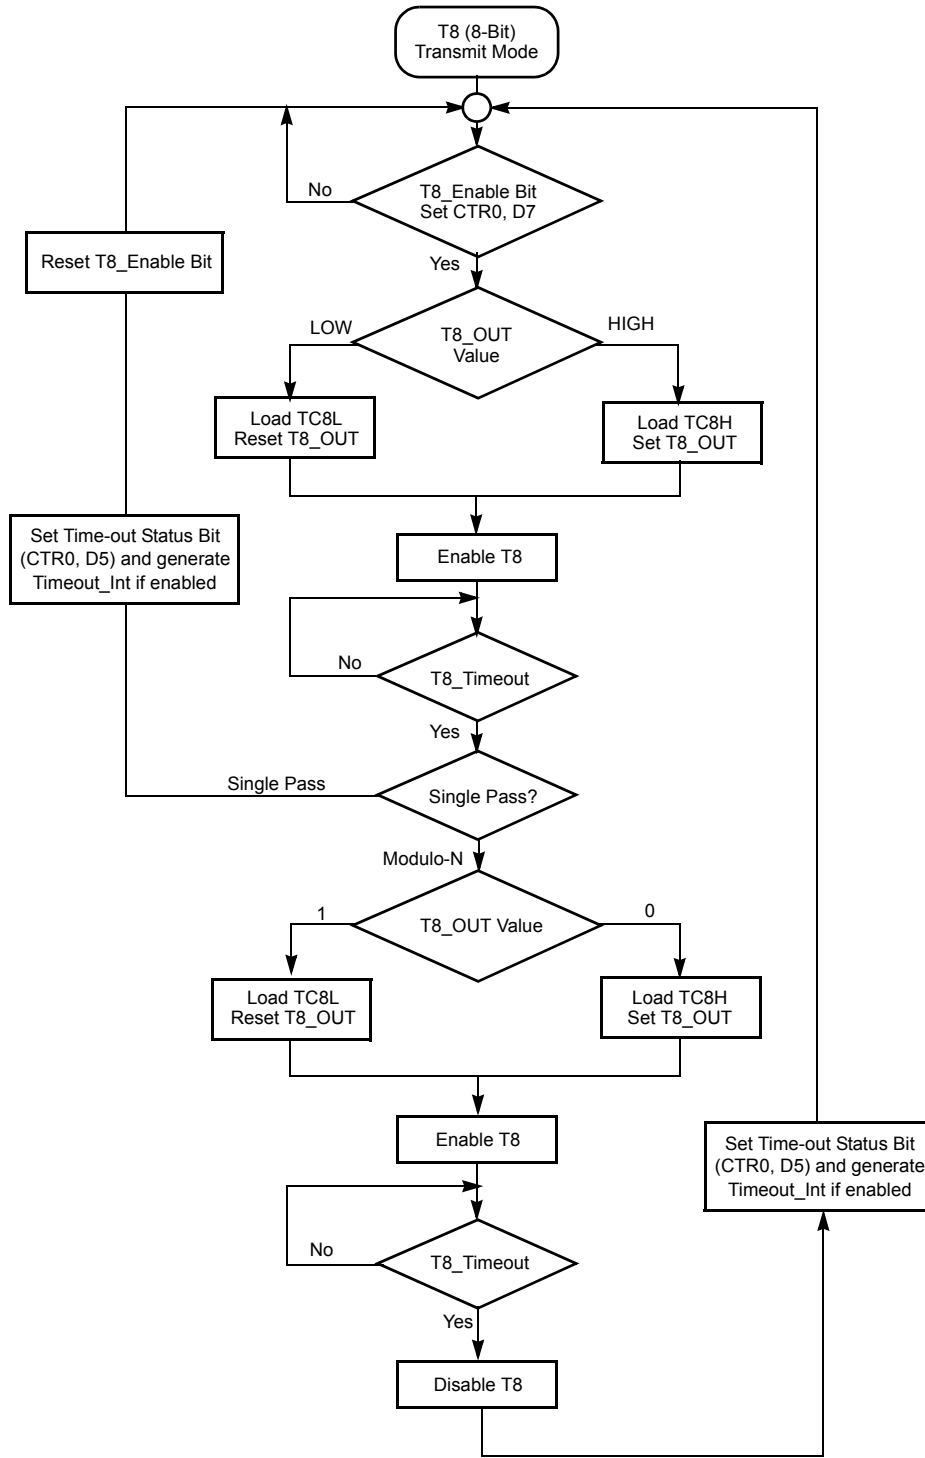 T8 (8-Bit)
Transmit Mode
No
T8_Enable Bit
Set CTR0, D7
Reset T8_Enable Bit
Yes
LOW
T8_OUT
Value
HIGH
Load TC8L
Reset T8_OUT
Load TC8H
Set T8_OUT
Set Time-out Status Bit
(CTR0, D5) and generate
Timeout_Int if enabled
Enable T8
No
T8_Timeout
Yes
Single Pass
Single Pass?
Modulo-N
1
T8_OUT Value
0
Load TC8L
Reset T8_OUT
Load TC8H
Set T8_OUT
Enable T8
Set Time-out Status Bit
(CTR0, D5) and generate
Timeout_Int if enabled
No
T8_Timeout
Yes
Disable T8